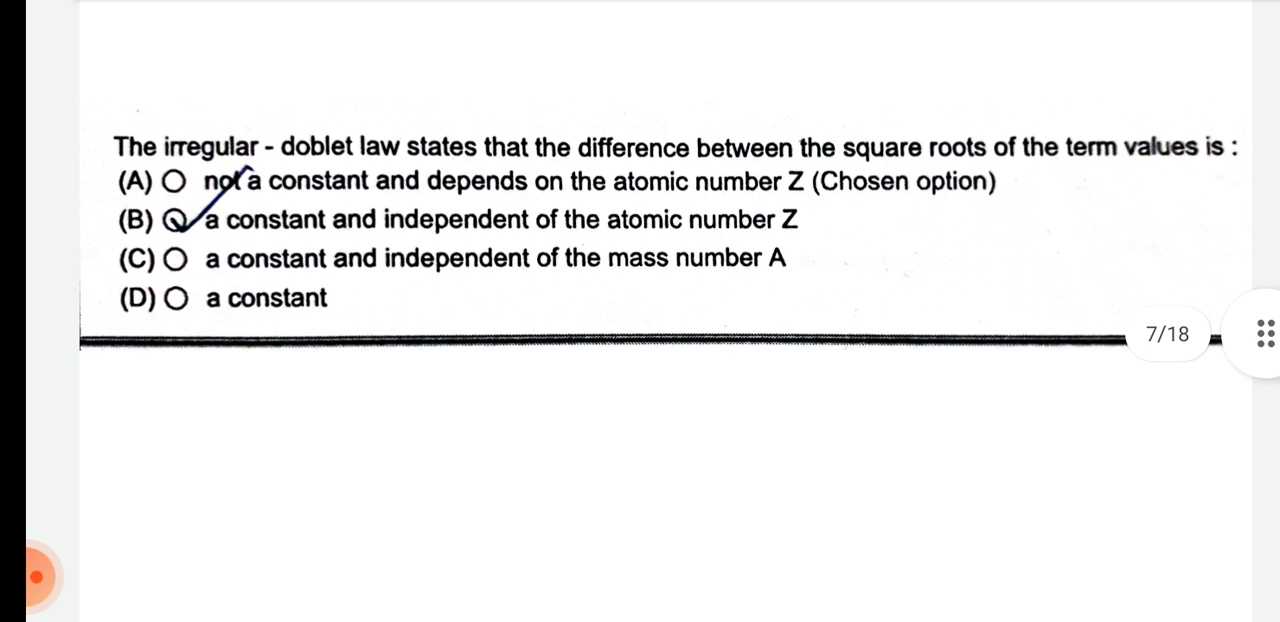 The irregular - doblet law states that the difference between the square roots of the term values is :
(A) O not a constant and depends on the atomic number Z (Chosen option)
(B) O a constant and independent of the atomic number Z
(C) O a constant and independent of the mass number A
(D) O a constant
7/18